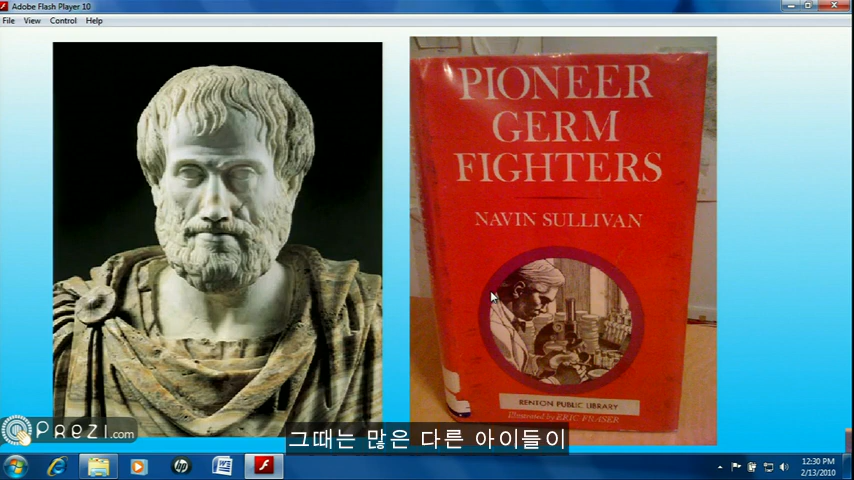 Adobe Flash Player 10
File View Control Help
PIONEER
GERM
FIGHTERS
NAVIN SULLIVAN
RENTON PUBLIC LIBRARY
Illustrated by ERIC FRASER
PREZI.com
그때는 많은 다른 아이들이
12:30 PM
2/13/2010